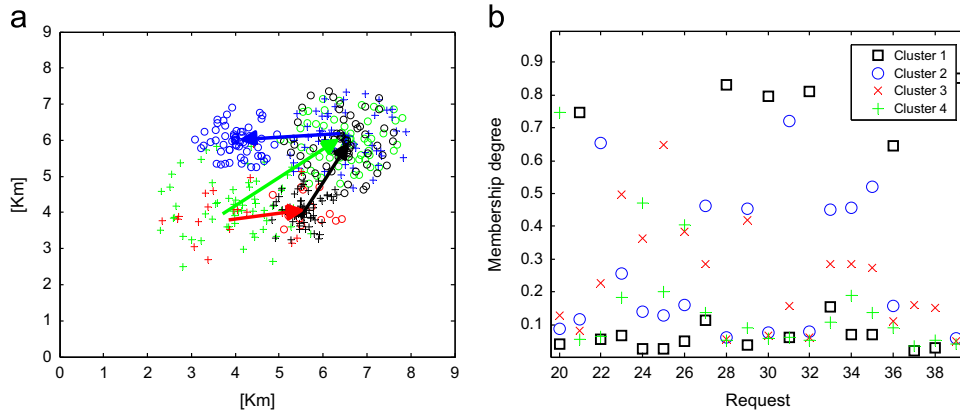 a
9
8
7
6
5
4
3
2
1
0
[Km]
0 1 2 3 4 5 6 7 8 9
[Km]
b
0.9
0.8
0.7
0.6
0.5
0.4
0.3
0.2
0.1
Membership degree
Cluster 1
Cluster 2
Cluster 3
Cluster 4
20 22 24 26 28 30 32 34 36 38
Request